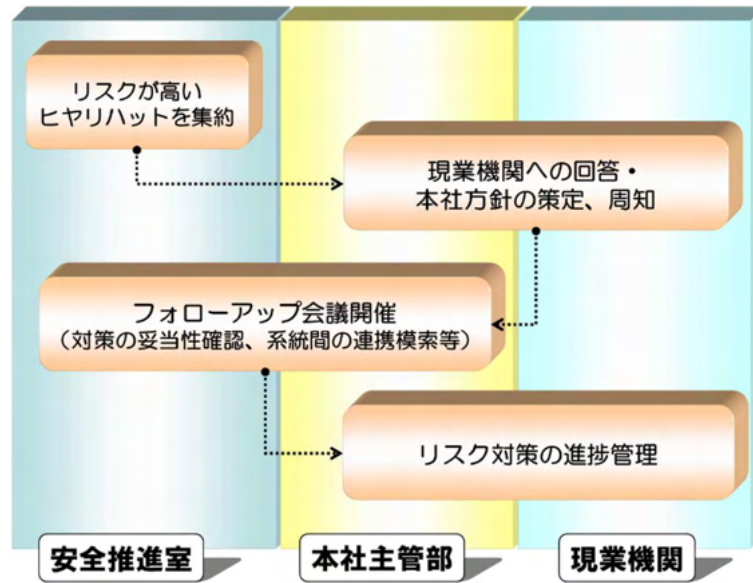 リスクが高い
ヒヤリハットを集約
現業機関への回答・
本社方針の策定、周知
フォローアップ会議開催
（対策の妥当性確認、系統間の連携模索等）
リスク対策の進捗管理
安全推進室
本社主管部
現業機関